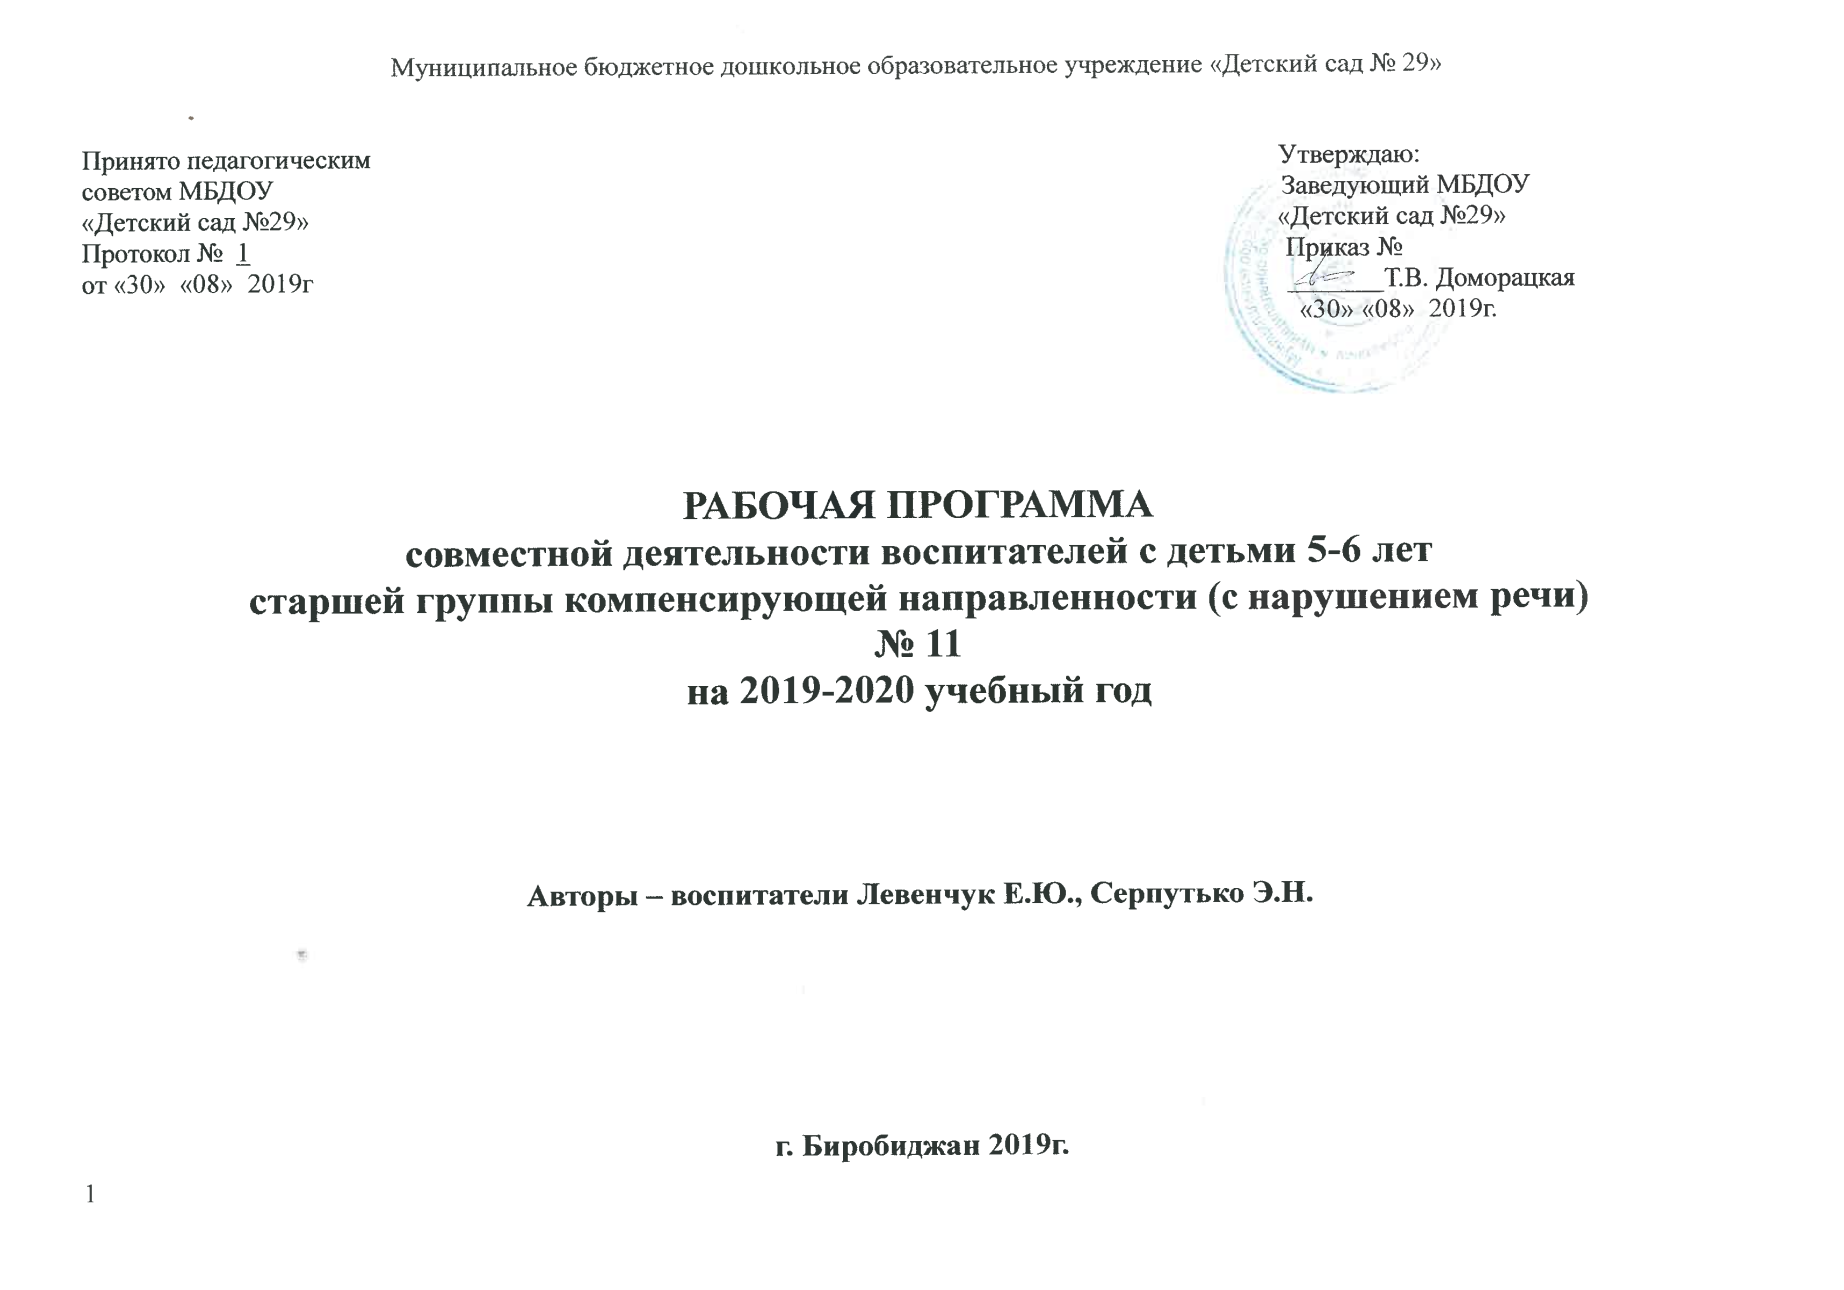 Муниципальное бюджетное дошкольное образовательное учреждение «Детский сад № 29»
Принято педагогическим
советом МБДОУ
«Детский сад №29»
Протокол № 1
от «30» «08» 2019г
Утверждаю:
Заведующий МБДОУ
«Детский сад №29»
Приказ №
________Т.В. Доморацкая
«30» «08» 2019г.
РАБОЧАЯ ПРОГРАММА
совместной деятельности воспитателей с детьми 5-6 лет
старшей группы компенсирующей направленности (с нарушением речи)
№ 11
на 2019-2020 учебный год
Авторы – воспитатели Левенчук Е.Ю., Серпутько Э.Н.
г. Биробиджан 2019г.
1